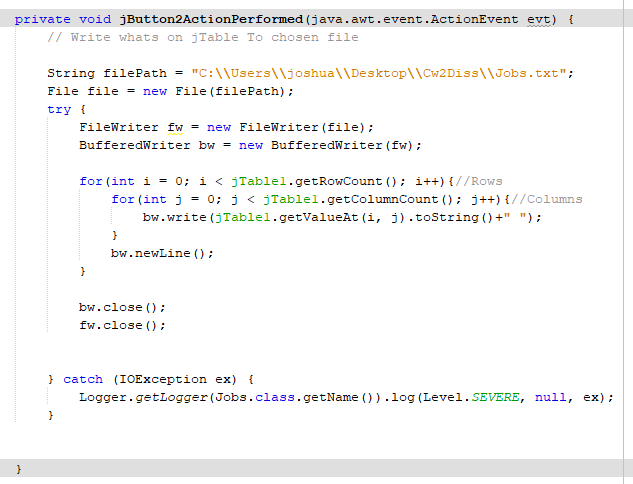 private void jButton2ActionPerformed(java.awt.event.ActionEvent evt) {
// Write whats on jTable To chosen file
String filePath = "C:\\Users\\joshua\\Desktop\\Cw2Diss\\Jobs.txt";
File file = new File(filePath);
try {
FileWriter fw = new FileWriter(file);
BufferedWriter bw = new BufferedWriter(fw);
for(int i = 0; i < jTable1.getRowCount(); i++){//Rows
for(int j = 0; j < jTable1.getColumnCount(); j++){//Columns
bw.write(jTable1.getValueAt(i, j).toString()+" ");
}
bw.newLine();
}
bw.close();
fw.close();
} catch (IOException ex) {
Logger.getLogger(Jobs.class.getName()).log(Level.SEVERE, null, ex);
}
}